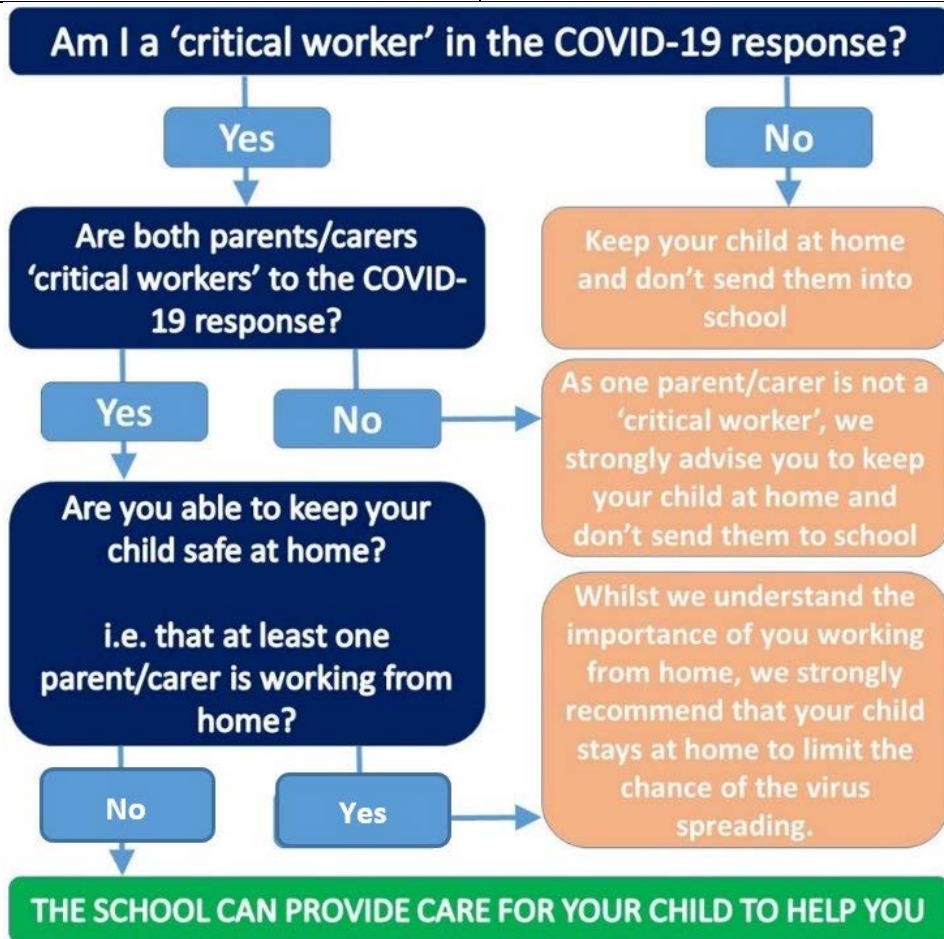 Am I a ‘critical worker’ in the COVID-19 response?
Yes
No
Are both parents/carers
‘critical workers’ to the COVID-
19 response?
Keep your child at home
and don’t send them into
school
Yes
No
As one parent/carer is not a
‘critical worker’, we
strongly advise you to keep
your child at home and
don’t send them to school
Are you able to keep your
child safe at home?
i.e. that at least one
parent/carer is working from
home?
Whilst we understand the
importance of you working
from home, we strongly
recommend that your child
stays at home to limit the
chance of the virus
spreading.
No
Yes
THE SCHOOL CAN PROVIDE CARE FOR YOUR CHILD TO HELP YOU